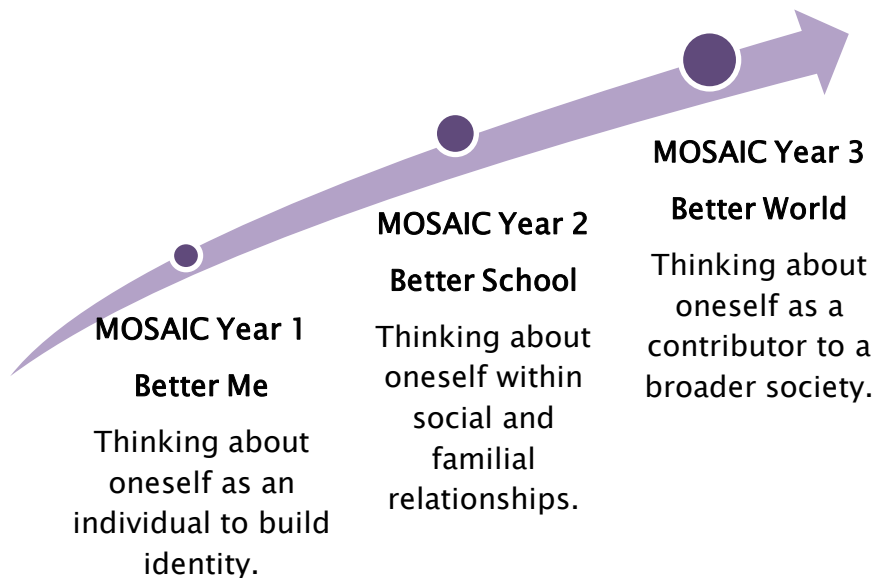 MOSAIC Year 1
Better Me
Thinking about
oneself as an
individual to build
identity.
MOSAIC Year 2
Better School
Thinking about
oneself within
social and
familial
relationships.
MOSAIC Year 3
Better World
Thinking about
oneself as a
contributor to a
broader society.